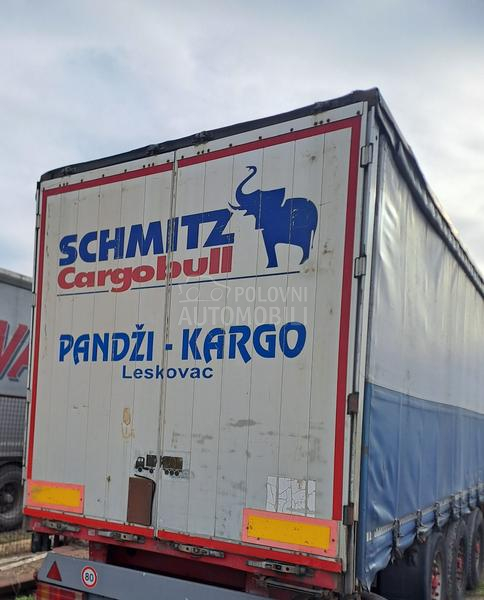 SCHMITZ
Cargobull
POLOVNI
AUTOMOBILI
PANDŽI - KARGO
Leskovac
80